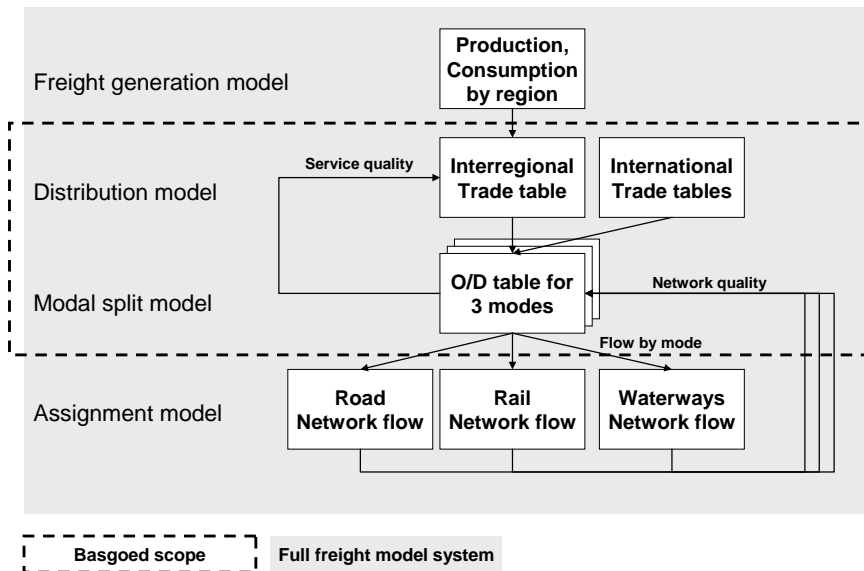 Freight generation model
Production,
Consumption
by region
Service quality
Distribution model
Interregional
Trade table
International
Trade tables
Modal split model
O/D table for
3 modes
Network quality
Flow by mode
Assignment model
Road
Network flow
Rail
Network flow
Waterways
Network flow
Basgoed scope
Full freight model system